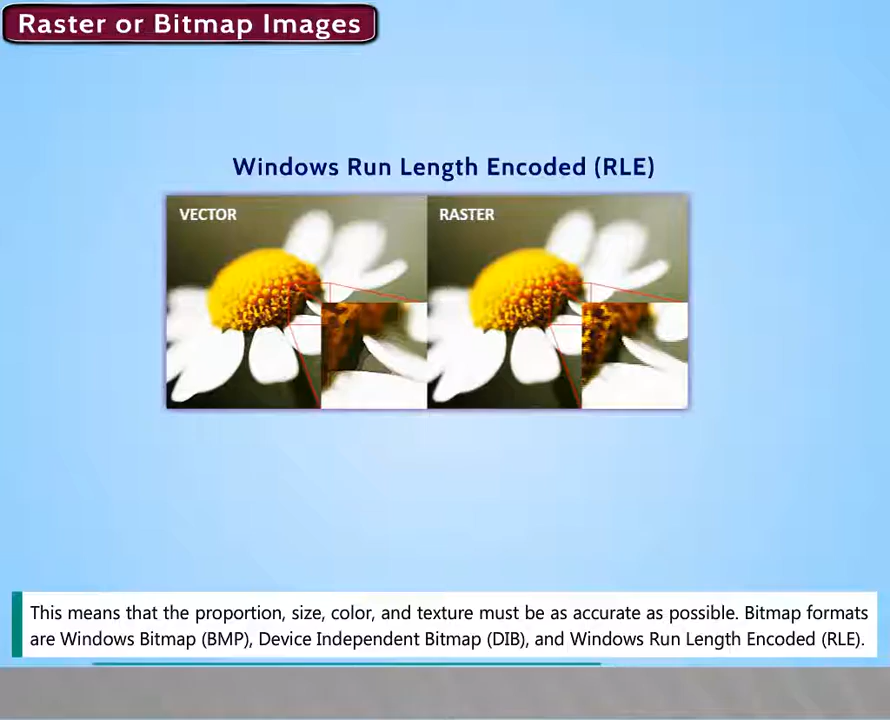 Raster or Bitmap Images
Windows Run Length Encoded (RLE)
VECTOR
RASTER
This means that the proportion, size, color, and texture must be as accurate as possible. Bitmap formats
are Windows Bitmap (BMP), Device Independent Bitmap (DIB), and Windows Run Length Encoded (RLE).